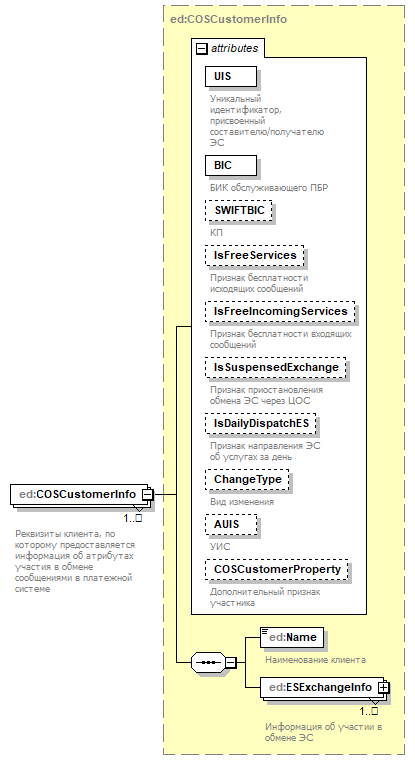 ed:COSCustomerInfo
attributes
UIS
Уникальный
идентификатор,
присвоенный
составителю/получателю
ЭС
BIC
БИК обслуживающего ПБР
SWIFTBIC
КП
IsFreeServices
Признак бесплатности
исходящих сообщений
IsFreeIncomingServices
Признак бесплатности входящих
сообщений
IsSuspensedExchange
Признак приостановления
обмена ЭС через ЦОС
IsDailyDispatchES
Признак направления ЭС
об услугах за день
ChangeType
Вид изменения
AUIS
УИС
COSCustomerProperty
Дополнительный признак
участника
ed:COSCustomerInfo
1..
Реквизиты клиента, по
которому предоставляется
информация об атрибутах
участия в обмене
сообщениями в платежной
системе
ed:Name
Наименование клиента
ed:ESExchangeInfo
1..
Информация об участии в
обмене ЭС